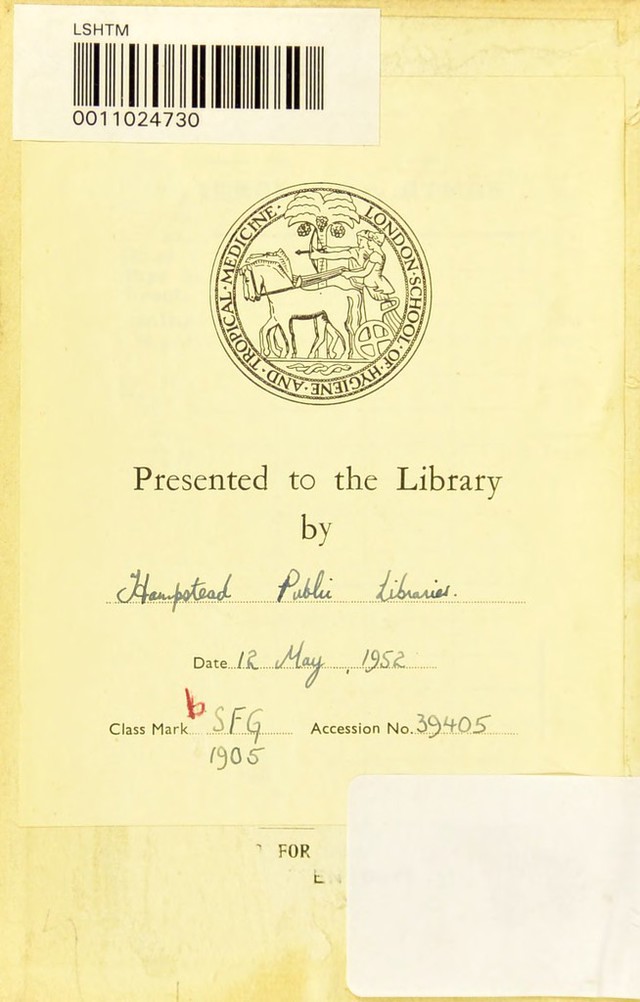 LSHTM
0011024730
LONDON·SCHOOL·OF·HYGIENE·AND·TROPICAL·MEDICINE·
Presented to the Library
by
Hampstead Public Libraries.
Date 12 May, 1952
Class Mark b SFG Accession No. 39405
1905
FOR